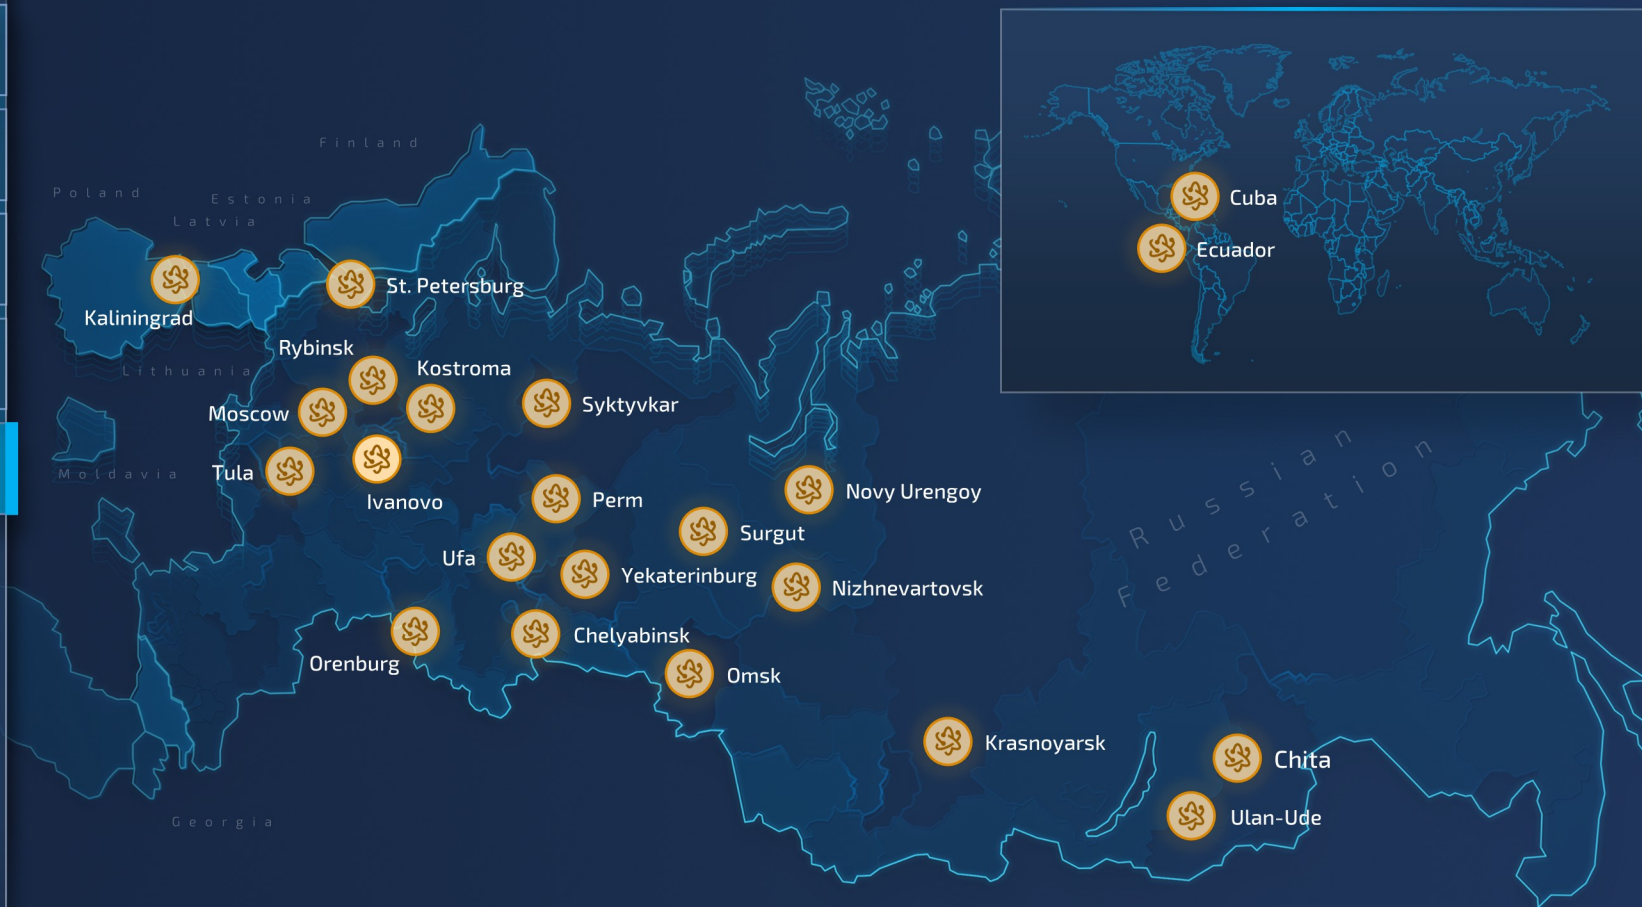 Finland
Poland
Estonia
Latvia
Cuba
Ecuador
St. Petersburg
Kaliningrad
Rybinsk
Kostroma
Lithuania
Moscow
Syktyvkar
Tula
Moldavia
Ivanovo
Perm
Novy Urengoy
Surgut
Russian
Federation
Ufa
Yekaterinburg
Nizhnevartovsk
Chelyabinsk
Orenburg
Omsk
Krasnoyarsk
Chita
Ulan-Ude
Georgia